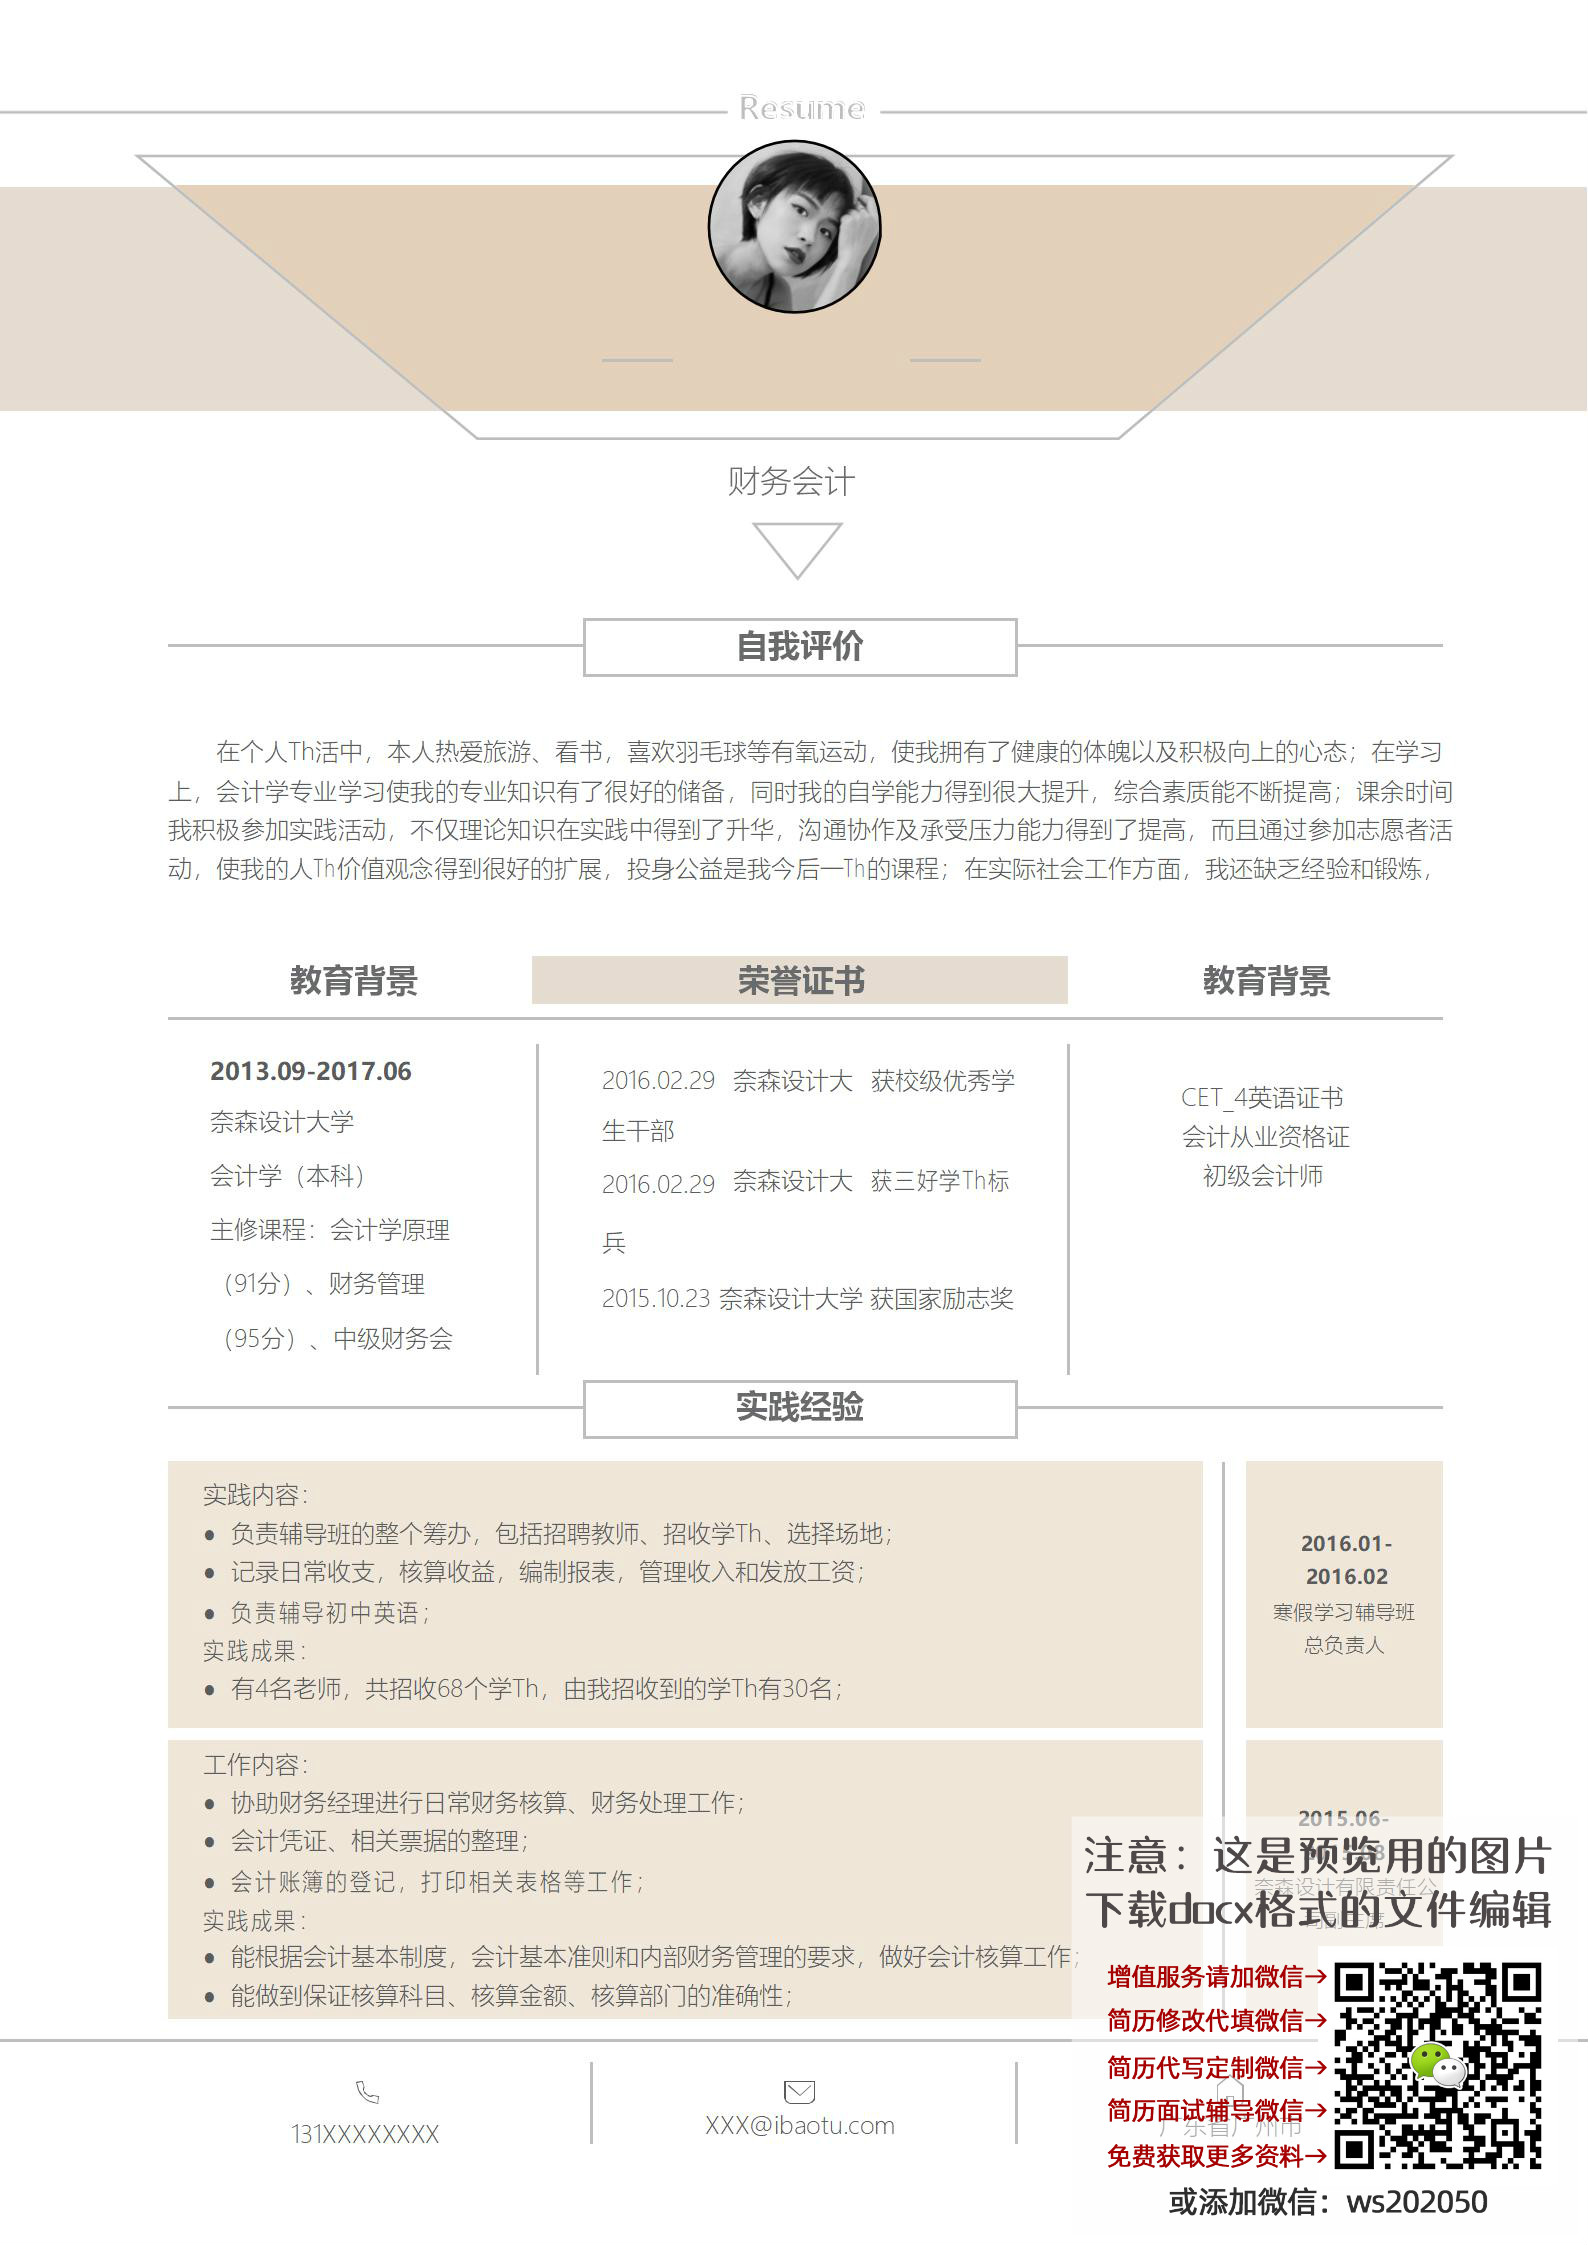 Resume
财务会计
自我评价
在个人Th活中，本人热爱旅游、看书，喜欢羽毛球等有氧运动，使我拥有了健康的体魄以及积极向上的心态；在学习
上，会计学专业学习使我的专业知识有了很好的储备，同时我的自学能力得到很大提升，综合素质能不断提高；课余时间
我积极参加实践活动，不仅理论知识在实践中得到了升华，沟通协作及承受压力能力得到了提高，而且通过参加志愿者活
动，使我的人Th价值观念得到很好的扩展，投身公益是我今后一Th的课程；在实际社会工作方面，我还缺乏经验和锻炼，
教育背景
2013.09-2017.06
奈森设计大学
会计学（本科）
主修课程：会计学原理
（91分）、财务管理
（95分）、中级财务会
荣誉证书
2016.02.29 奈森设计大 获校级优秀学
生干部
2016.02.29 奈森设计大 获三好学Th标
兵
2015.10.23 奈森设计大学 获国家励志奖
教育背景
CET_4英语证书
会计从业资格证
初级会计师
实践经验
实践内容：
● 负责辅导班的整个筹办，包括招聘教师、招收学Th、选择场地；
● 记录日常收支，核算收益，编制报表，管理收入和发放工资；
● 负责辅导初中英语；
实践成果：
● 有4名老师，共招收68个学Th，由我招收到的学Th有30名；
2016.01-
2016.02
寒假学习辅导班
总负责人
工作内容：
● 协助财务经理进行日常财务核算、财务处理工作；
● 会计凭证、相关票据的整理；
● 会计账簿的登记，打印相关表格等工作；
实践成果：
● 能根据会计基本制度，会计基本准则和内部财务管理的要求，做好会计核算工作；
● 能做到保证核算科目、核算金额、核算部门的准确性；
2015.06-
奈森设计有限责任公
131XXXXXXXX
XXX@ibaotu.com
广东省广州市
注意：这是预览用的图片
下载docx格式的文件编辑
增值服务请加微信→
简历修改代填微信→
简历代写定制微信→
简历面试辅导微信→
免费获取更多资料→
或添加微信：ws202050